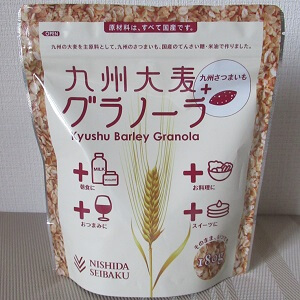 原材料は、すべて国産です。
OPEN
九州の大麦を主原料として、九州のさつまいも、国産のてんさい糖・米油で作りました。
九州大麦
グラノーラ
+
九州さつまいも
Kyushu Barley Granola
+
MILK
朝食に
+
お料理に
+
おつまみに
+
スイーツに
NISHIDA
SEIBAKU
180g